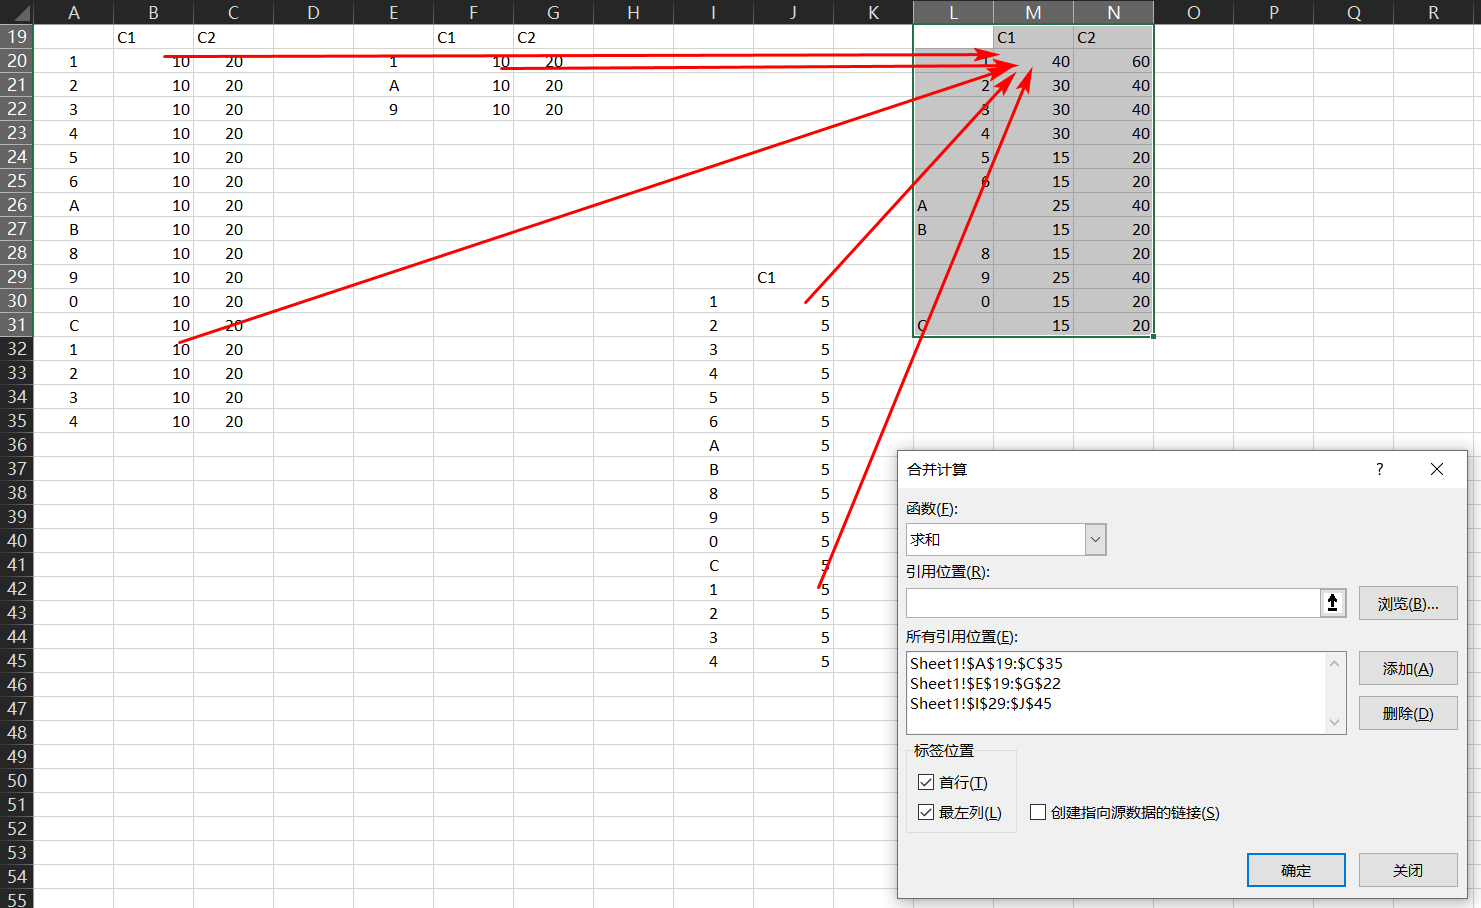 A B C D E F G H I J K L M N O P Q R
19 C1 C2 C1 C2 C1 C2
20 1 10 20 1 10 20 1 40 60
21 2 10 20 A 10 20 2 30 40
22 3 10 20 9 10 20 3 30 40
23 4 10 20 4 30 40
24 5 10 20 5 15 20
25 6 10 20 6 15 20
26 A 10 20 A 25 40
27 B 10 20 B 15 20
28 8 10 20 8 15 20
29 9 10 20 C1 9 25 40
30 0 10 20 1 5 0 15 20
31 C 10 20 2 5 C 15 20
32 1 10 20 3 5
33 2 10 20 4 5
34 3 10 20 5 5
35 4 10 20 6 5
36 A 5
37 B 5
38 8 5
39 9 5
40 0 5
41 C 5
42 1 5
43 2 5
44 3 5
45 4 5
46
47
48
49
50
51
52
53
54
55
合并计算 ?
函数(F):
求和
引用位置(R):
浏览(B)...
所有引用位置(E):
Sheet1!$A$19:$C$35
Sheet1!$E$19:$G$22
Sheet1!$I$29:$J$45
添加(A)
删除(D)
标签位置
首行(T)
最左列(L) 创建指向源数据的链接(S)
确定 关闭